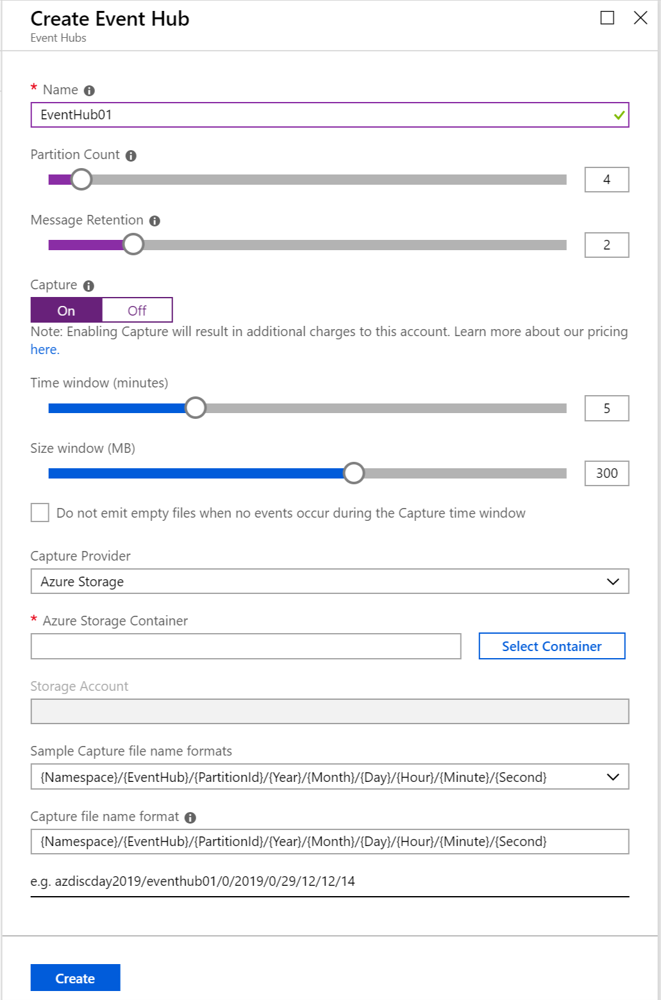 Create Event Hub
Event Hubs
* Name
EventHub01
Partition Count
4
Message Retention
2
Capture
On Off
Note: Enabling Capture will result in additional charges to this account. Learn more about our pricing
here.
Time window (minutes)
5
Size window (MB)
300
Do not emit empty files when no events occur during the Capture time window
Capture Provider
Azure Storage
* Azure Storage Container
Select Container
Storage Account
Sample Capture file name formats
{Namespace}/{EventHub}/{PartitionId}/{Year}/{Month}/{Day}/{Hour}/{Minute}/{Second}
Capture file name format
{Namespace}/{EventHub}/{PartitionId}/{Year}/{Month}/{Day}/{Hour}/{Minute}/{Second}
e.g. azdiscday2019/eventhub01/0/2019/0/29/12/12/14
Create